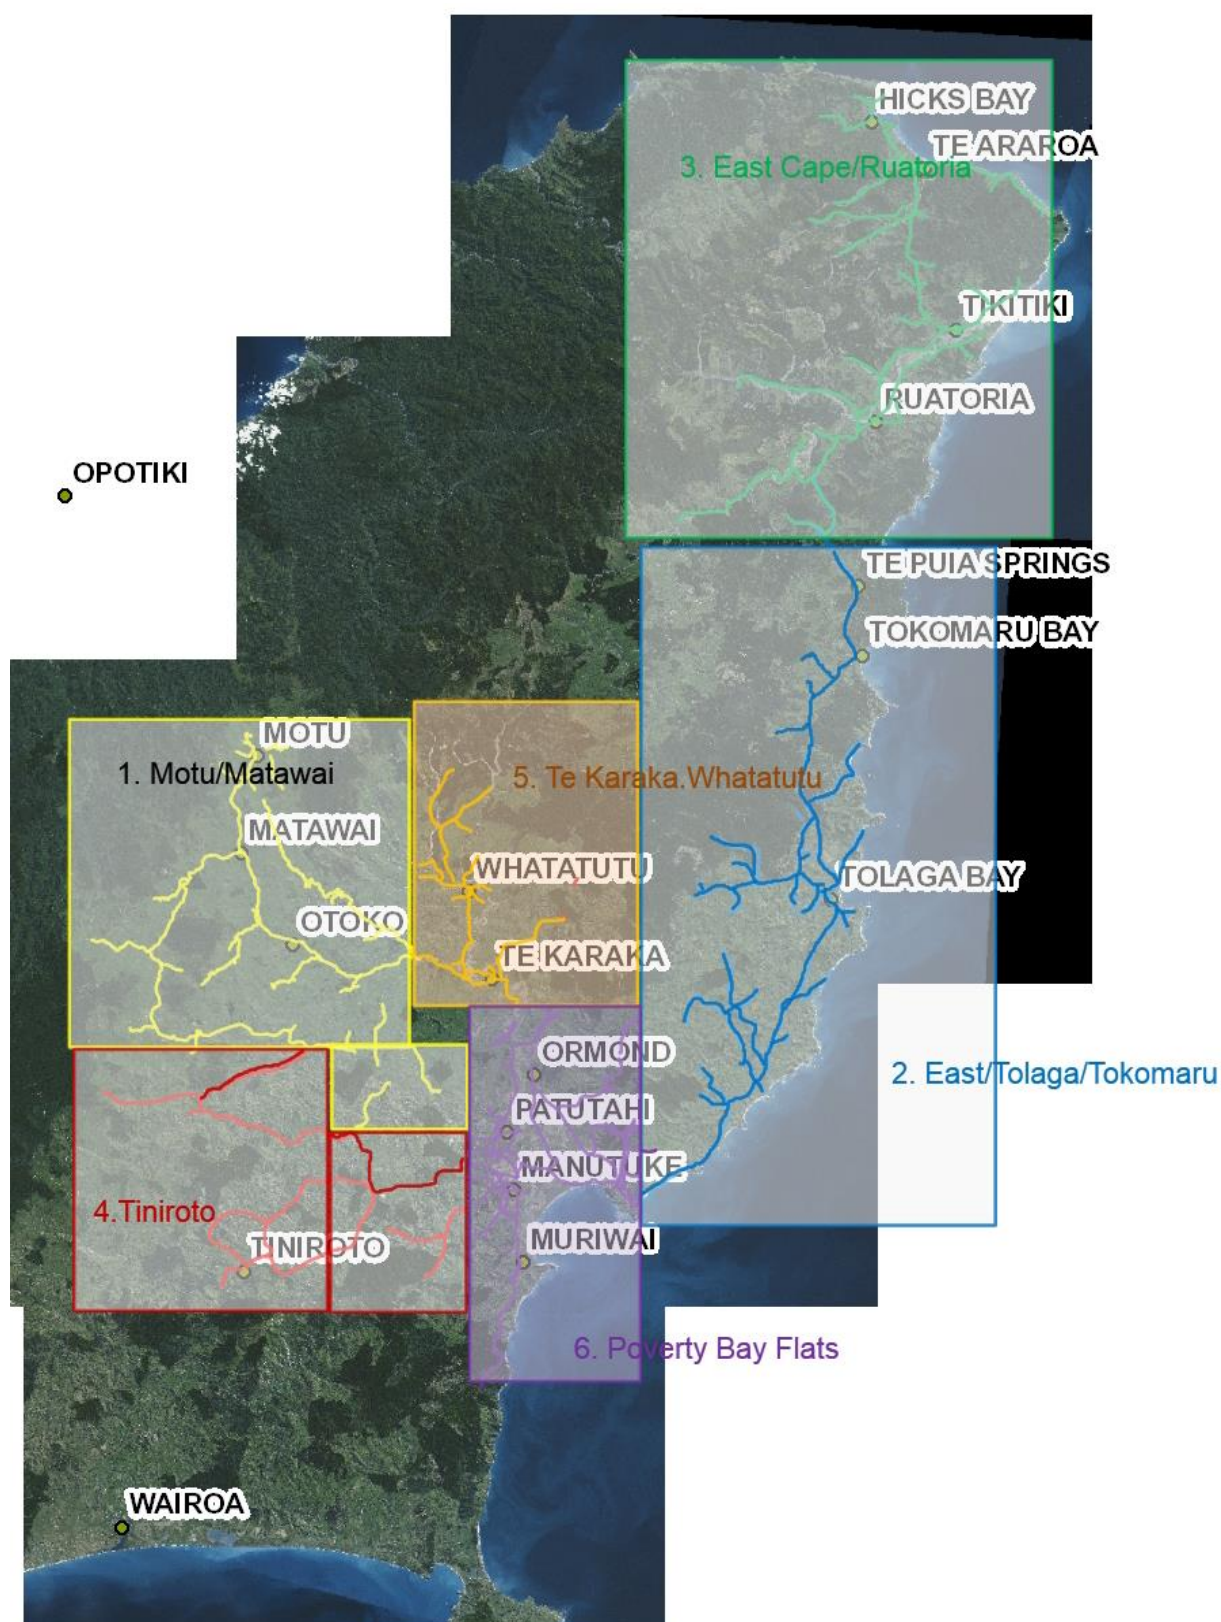 HICKS BAY
TE ARAROA
3. East Cape/Ruatoria
TIKITIKI
RUATORIA
OPOTIKI
TE PUIA SPRINGS
TOKOMARU BAY
MOTU
1. Motu/Matawai
5. Te Karaka.Whatatutu
MATAWAI
WHATATUTU
TOLAGA BAY
OTOKO
TE KARAKA
ORMOND
2. East/Tolaga/Tokomaru
PATUTAHI
MANUTUKE
4.Tiniroto
TINIROTO
MURIWAI
6. Poverty Bay Flats
WAIROA